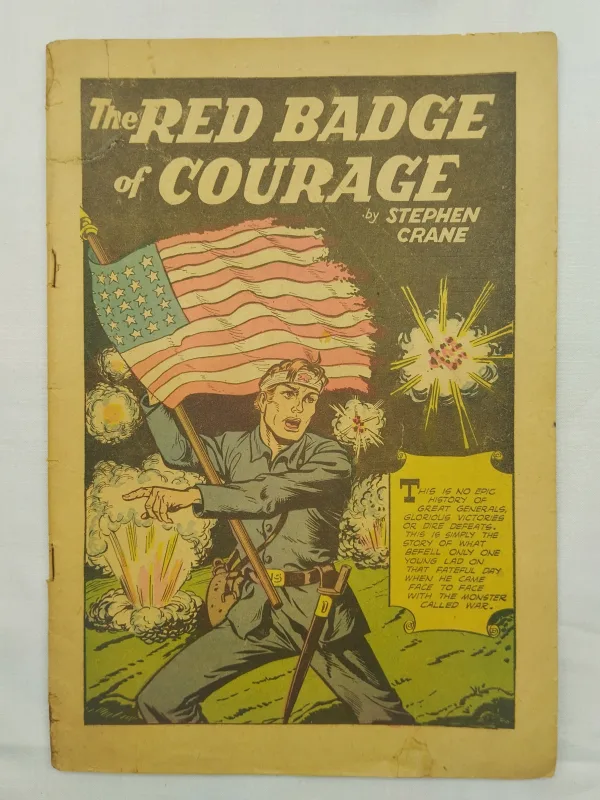 The RED BADGE
of COURAGE
by STEPHEN
CRANE
THIS IS NO EPIC
HISTORY OF
GREAT GENERALS,
GLORIOUS VICTORIES
OR DIRE DEFEATS.
THIS IS SIMPLY THE
STORY OF WHAT
BEFELL ONLY ONE
YOUNG LAD ON
THAT FATEFUL DAY
WHEN HE CAME
FACE TO FACE
WITH THE MONSTER
CALLED WAR.